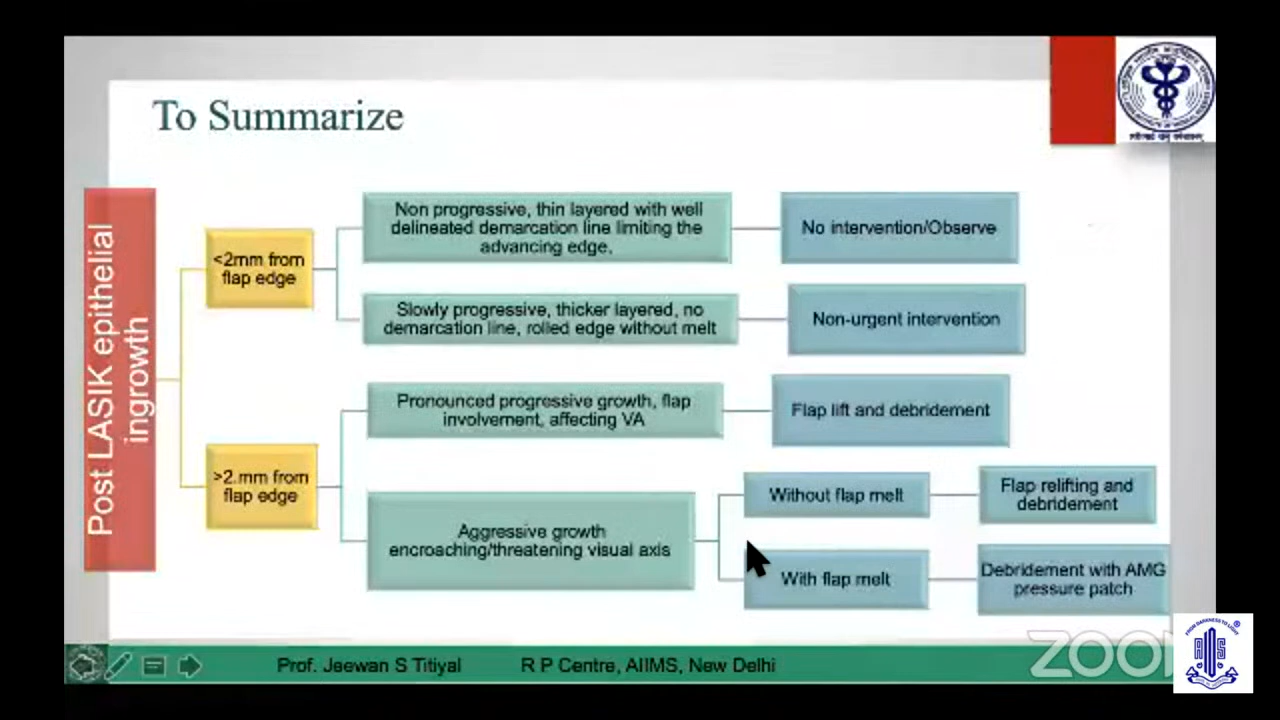 To Summarize
Post LASIK epithelial
ingrowth
<2mm from
flap edge
Non progressive, thin layered with well
delineated demarcation line limiting the
advancing edge.
No intervention/Observe
Slowly progressive, thicker layered, no
demarcation line, rolled edge without melt
Non-urgent intervention
>2.mm from
flap edge
Pronounced progressive growth, flap
involvement, affecting VA
Flap lift and debridement
Aggressive growth
encroaching/threatening visual axis
Without flap melt
Flap relifting and
debridement
With flap melt
Debridement with AMG
pressure patch
Prof. Jeewan S Titiyal
R P Centre, AIIMS, New Delhi
ZOO